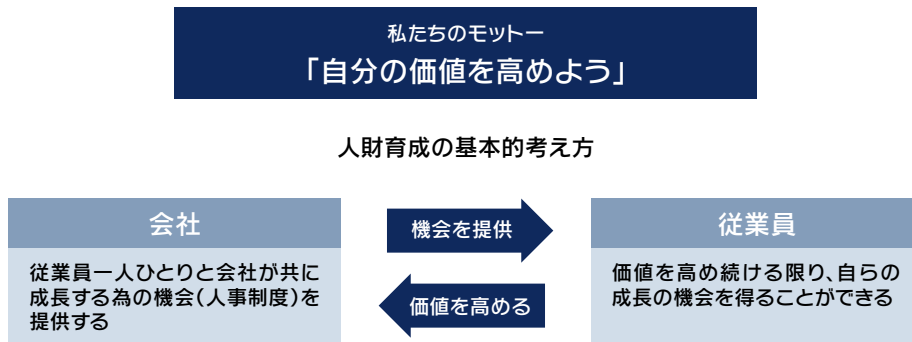 私たちのモットー
「自分の価値を高めよう」
人財育成の基本的考え方
会社
従業員一人ひとりと会社が共に
成長する為の機会(人事制度)を
提供する
機会を提供
価値を高める
従業員
価値を高め続ける限り、自らの
成長の機会を得ることができる